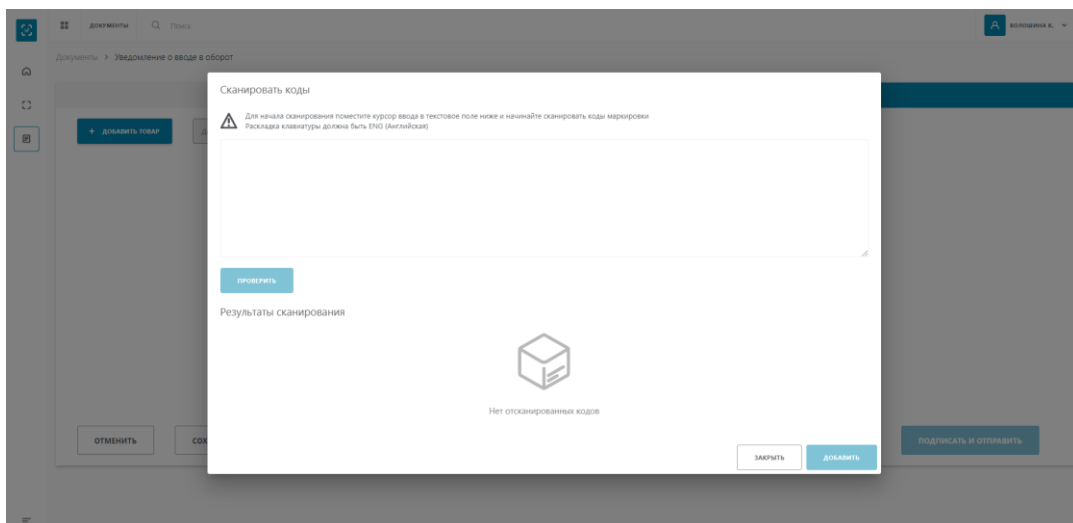 ДОКУМЕНТЫ Поиск А ВОЛОШИНА К.
Документы > Уведомление о вводе в оборот
Сканировать коды
Для начала сканирования поместите курсор ввода в текстовое поле ниже и начинайте сканировать коды маркировки
Раскладка клавиатуры должна быть ENG (Английская)
+ ДОБАВИТЬ ТОВАР
ПРОВЕРИТЬ
Результаты сканирования
Нет отсканированных кодов
ОТМЕНИТЬ СОХ ПОДПИСАТЬ И ОТПРАВИТЬ
ЗАКРЫТЬ ДОБАВИТЬ